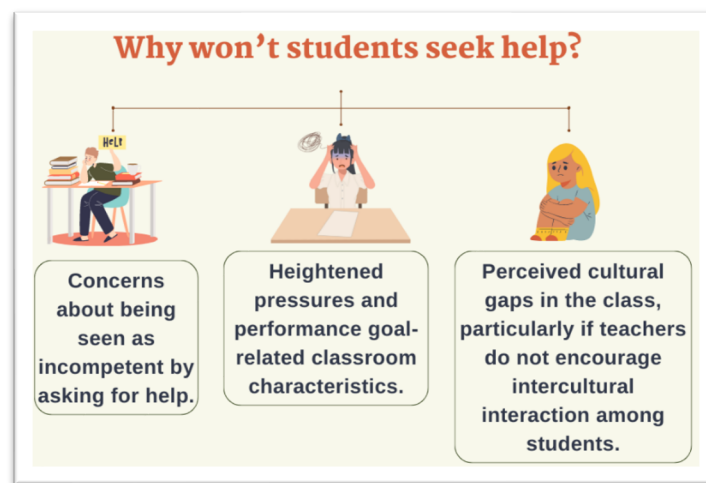 Why won't students seek help?
HeLP
Concerns
about being
seen as
incompetent by
asking for help.
Heightened
pressures and
performance goal-
related classroom
characteristics.
Perceived cultural
gaps in the class,
particularly if teachers
do not encourage
intercultural
interaction among
students.